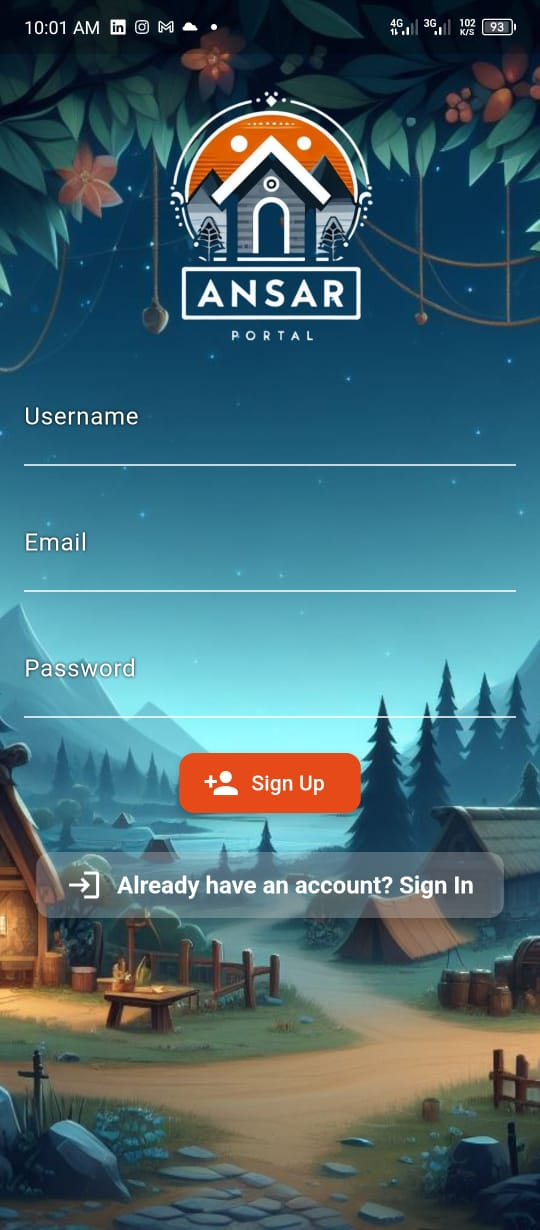 10:01 AM 4G 3G 102 K/S 93
ANSAR
PORTAL
Username
Email
Password
Sign Up
Already have an account? Sign In